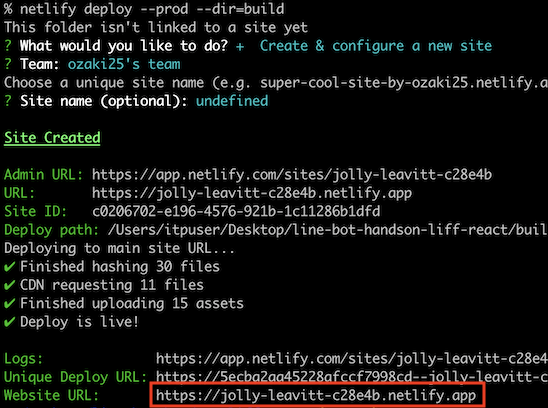 % netlify deploy --prod --dir=build
This folder isn't linked to a site yet
? What would you like to do? + Create & configure a new site
? Team: ozaki25's team
Choose a unique site name (e.g. super-cool-site-by-ozaki25.netlify.a
? Site name (optional): undefined
Site Created
Admin URL: https://app.netlify.com/sites/jolly-leavitt-c28e4b
URL: https://jolly-leavitt-c28e4b.netlify.app
Site ID: c0206702-e196-4576-921b-1c11286b1dfd
Deploy path: /Users/itpuser/Desktop/line-bot-handson-liff-react/buil
Deploying to main site URL...
✔ Finished hashing 30 files
✔ CDN requesting 11 files
✔ Finished uploading 15 assets
✔ Deploy is live!
Logs: https://app.netlify.com/sites/jolly-leavitt-c28e4
Unique Deploy URL: https://5ecba2aa45228afccf7998cd--jolly-leavitt-c
Website URL: https://jolly-leavitt-c28e4b.netlify.app